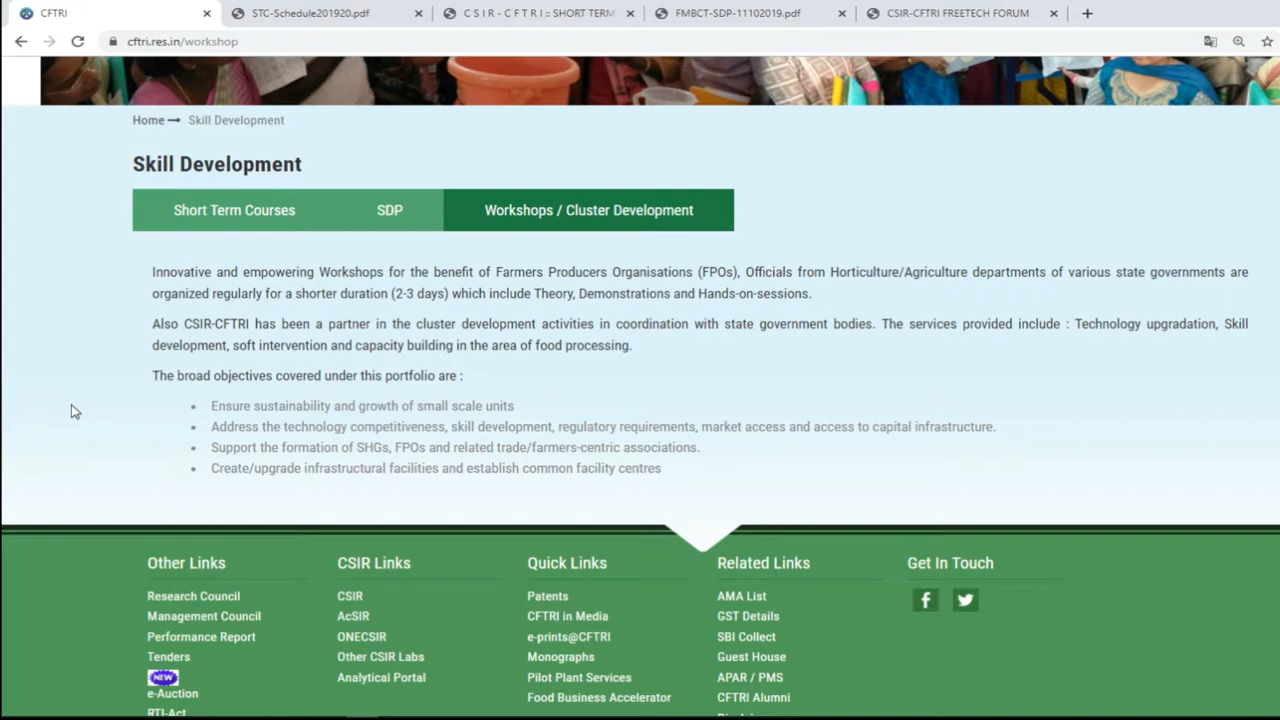 CFTRI
STC-Schedule201920.pdf
C S I R - C F T R I :: SHORT TERM
FMBCT-SDP-11102019.pdf
CSIR-CFTRI FREETECH FORUM
cftri.res.in/workshop
Home Skill Development
Skill Development
Short Term Courses
SDP
Workshops / Cluster Development
Innovative and empowering Workshops for the benefit of Farmers Producers Organisations (FPOs), Officials from Horticulture/Agriculture departments of various state governments are
organized regularly for a shorter duration (2-3 days) which include Theory, Demonstrations and Hands-on-sessions.
Also CSIR-CFTRI has been a partner in the cluster development activities in coordination with state government bodies. The services provided include : Technology upgradation, Skill
development, soft intervention and capacity building in the area of food processing.
The broad objectives covered under this portfolio are :
• Ensure sustainability and growth of small scale units
• Address the technology competitiveness, skill development, regulatory requirements, market access and access to capital infrastructure.
• Support the formation of SHGs, FPOs and related trade/farmers-centric associations.
• Create/upgrade infrastructural facilities and establish common facility centres
Other Links
Research Council
Management Council
Performance Report
Tenders
NEW
e-Auction
RTI-Act
CSIR Links
CSIR
AcSIR
ONECSIR
Other CSIR Labs
Analytical Portal
Quick Links
Patents
CFTRI in Media
e-prints@CFTRI
Monographs
Pilot Plant Services
Food Business Accelerator
Related Links
AMA List
GST Details
SBI Collect
Guest House
APAR / PMS
CFTRI Alumni
Get In Touch